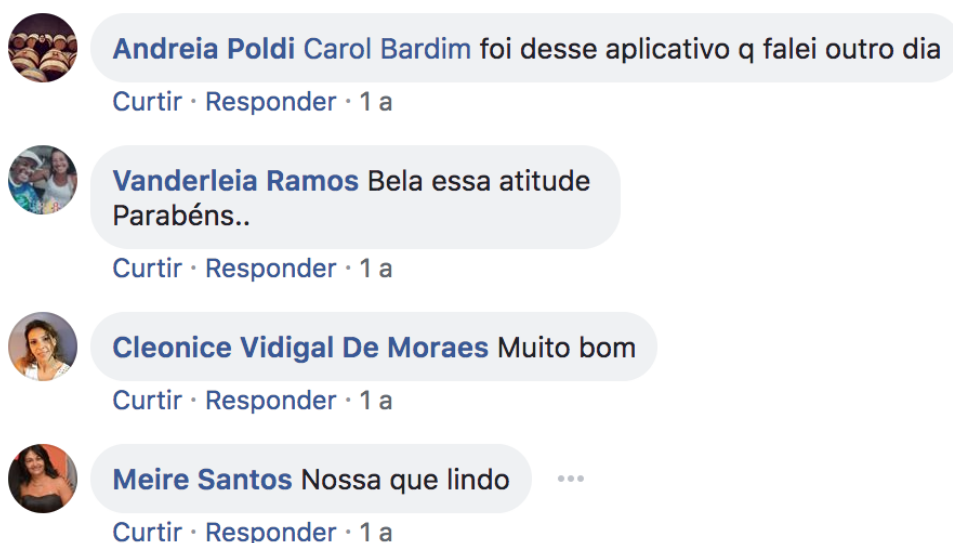 Andreia Poldi Carol Bardim foi desse aplicativo q falei outro dia
Curtir · Responder · 1 a
Vanderleia Ramos Bela essa atitude
Parabéns..
Curtir · Responder · 1 a
Cleonice Vidigal De Moraes Muito bom
Curtir · Responder · 1 a
Meire Santos Nossa que lindo
Curtir · Responder · 1 a